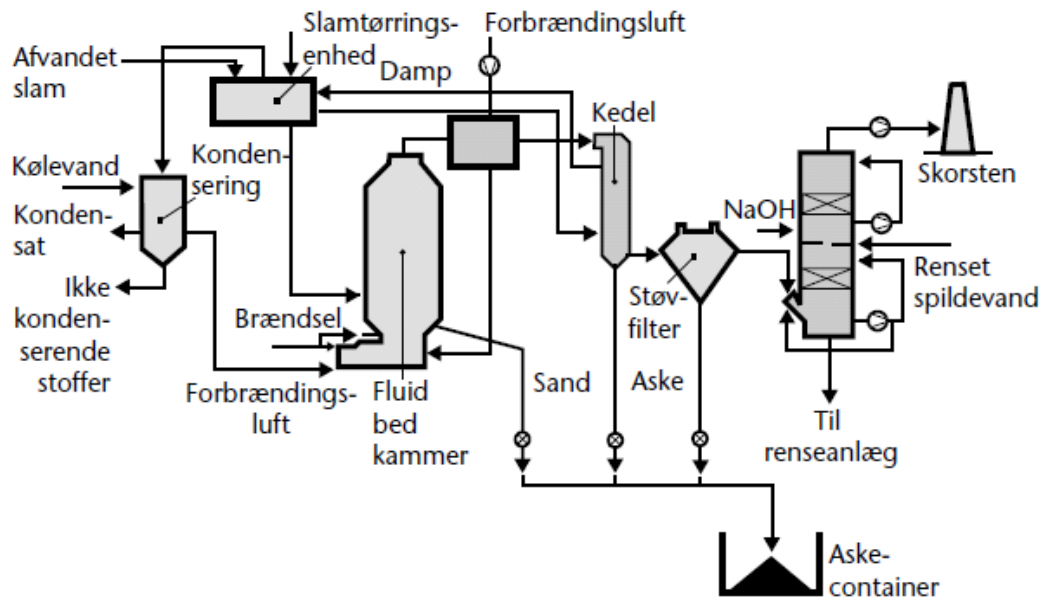 Slamtørrings-
enhed
Forbrændingsluft
Afvandet
slam
Damp
Kedel
Kølevand
Konden-
sering
Skorsten
NaOH
Konden-
sat
Renset
spildevand
Ikke
konden-
serende
stoffer
Støv-
filter
Brændsel
Forbrændings-
luft
Fluid
bed
kammer
Sand
Aske
Til
renseanlæg
Aske-
container